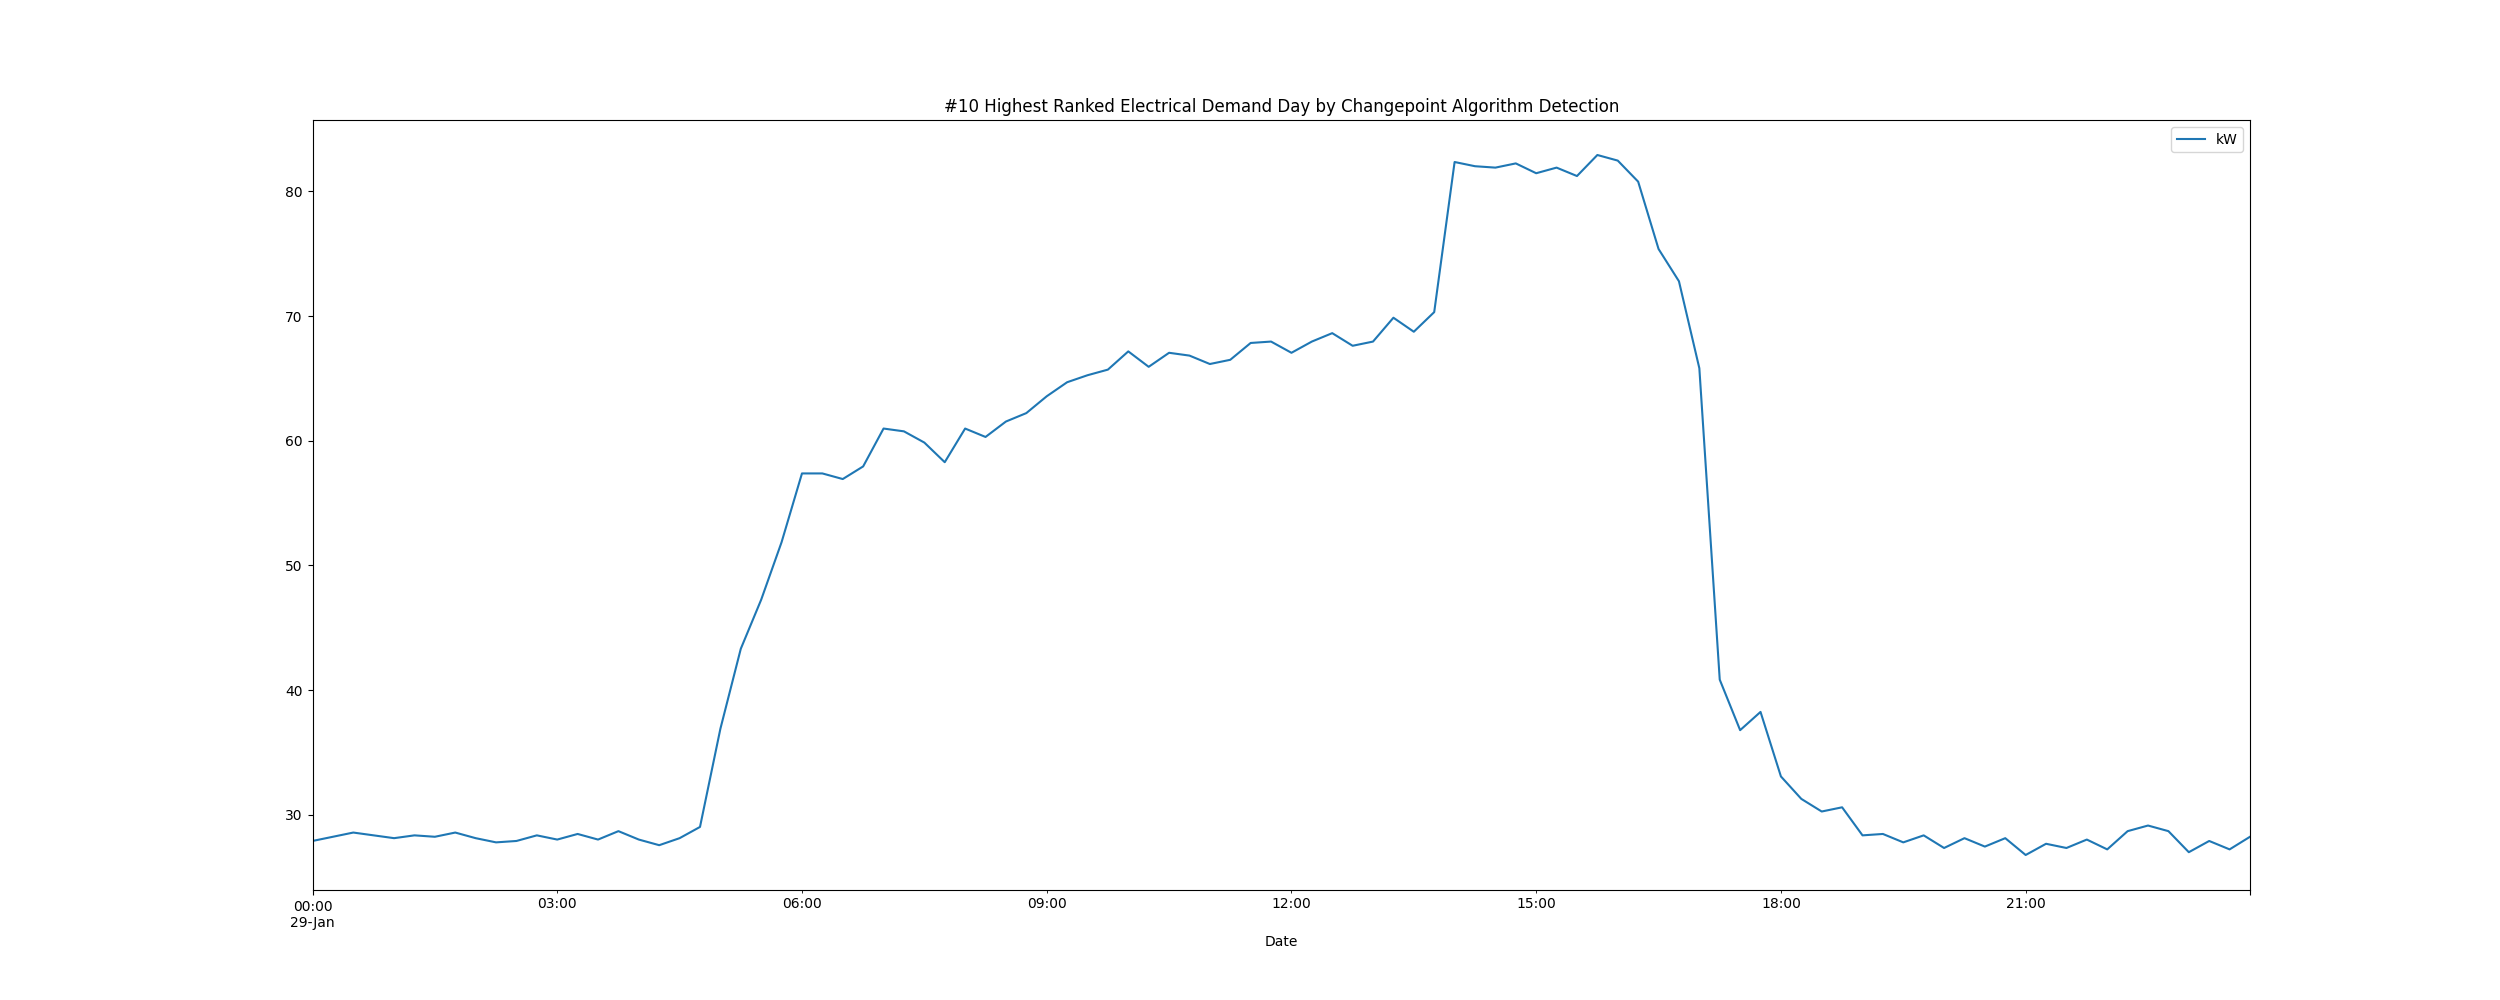 #10 Highest Ranked Electrical Demand Day by Changepoint Algorithm Detection
kW
80
70
60
50
40
30
00:00 03:00 06:00 09:00 12:00 15:00 18:00 21:00
29-Jan
Date